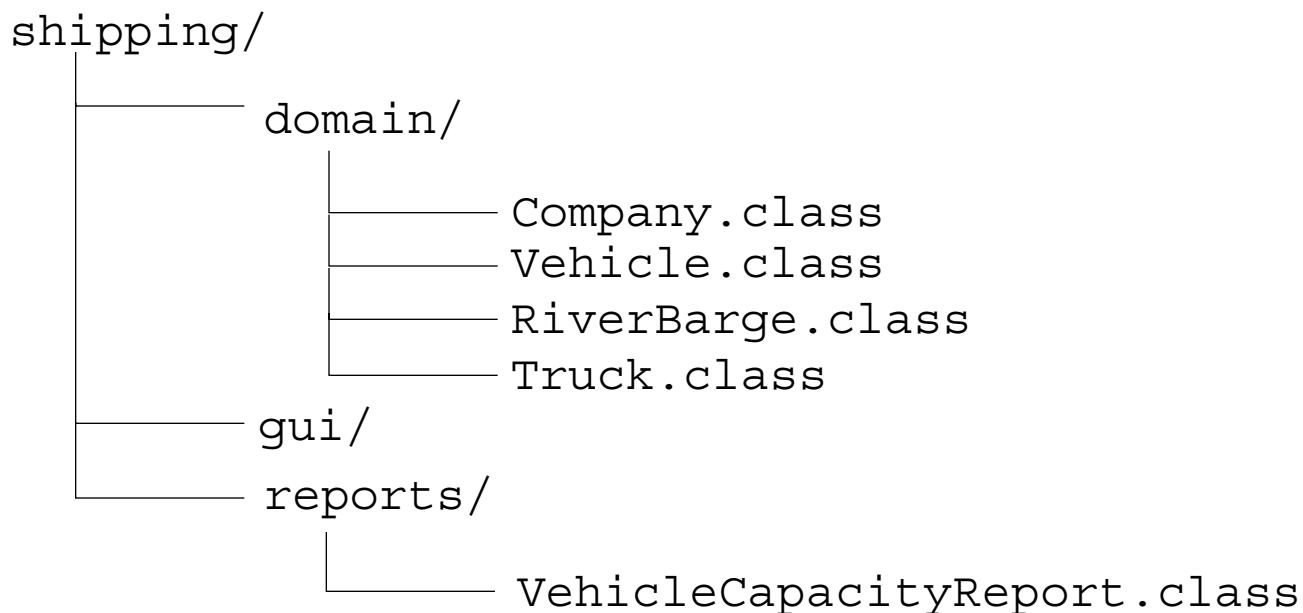 shipping/
domain/
Company.class
Vehicle.class
RiverBarge.class
Truck.class
gui/
reports/
VehicleCapacityReport.class